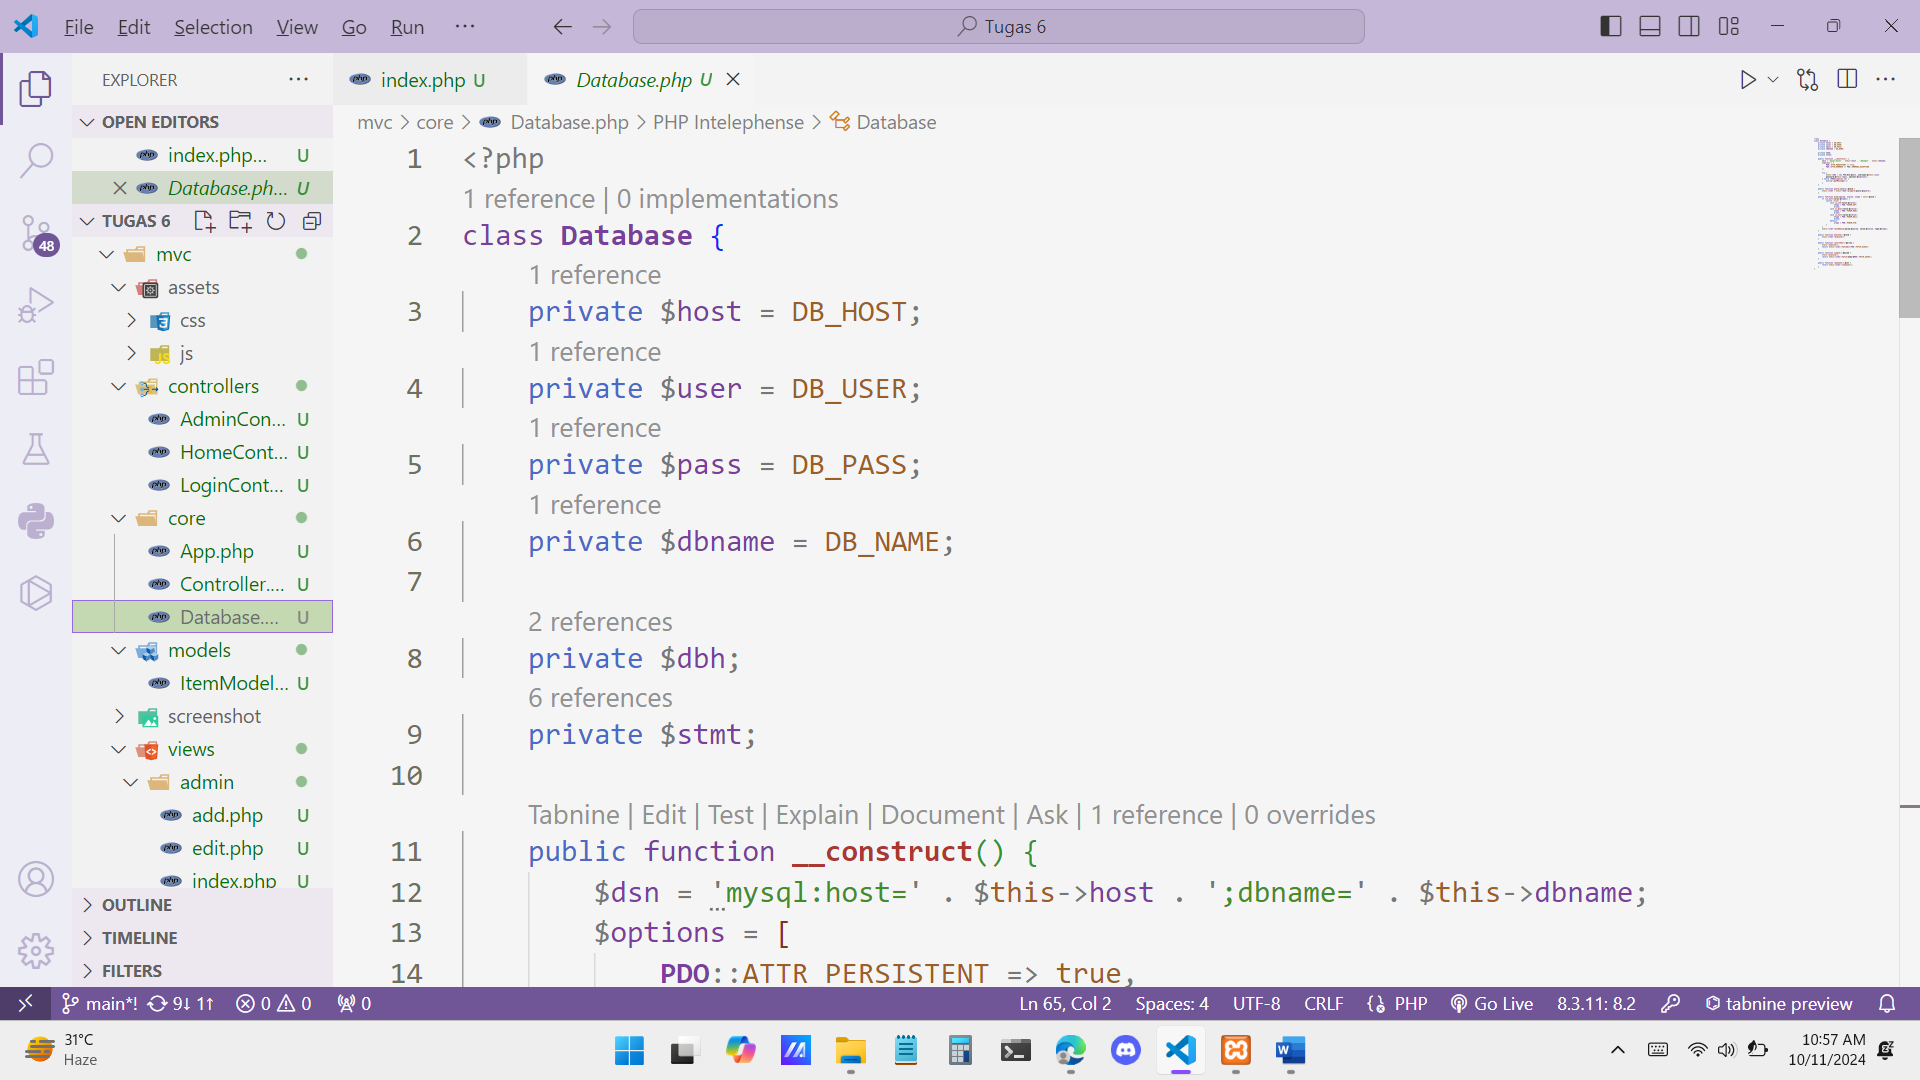 File Edit Selection View Go Run ··· Tugas 6
EXPLORER ···
OPEN EDITORS
index.php... U
Database.ph... U
TUGAS 6
mvc
assets
css
js
controllers
AdminCon... U
HomeCont... U
LoginCont... U
core
App.php U
Controller.... U
Database.... U
models
ItemModel... U
screenshot
views
admin
add.php U
edit.php U
index.php U
OUTLINE
TIMELINE
FILTERS
48
index.php U Database.php U
mvc > core > Database.php > PHP Intelephense > Database
1 <?php
1 reference | 0 implementations
2 class Database {
1 reference
3 private $host = DB_HOST;
1 reference
4 private $user = DB_USER;
1 reference
5 private $pass = DB_PASS;
1 reference
6 private $dbname = DB_NAME;
7
2 references
8 private $dbh;
6 references
9 private $stmt;
10
Tabnine | Edit | Test | Explain | Document | Ask | 1 reference | 0 overrides
11 public function __construct() {
12 $dsn = 'mysql:host=' . $this->host . ';dbname=' . $this->dbname;
13 $options = [
14 PDO::ATTR_PERSISTENT => true,
main*! 9↓ 1↑ 0 0 0 Ln 65, Col 2 Spaces: 4 UTF-8 CRLF PHP Go Live 8.3.11: 8.2 tabnine preview
31°C
Haze
10:57 AM
10/11/2024